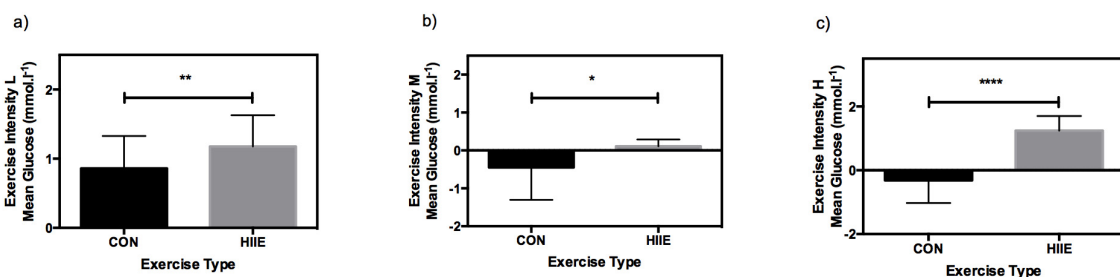 a)
Exercise Intensity L
Mean Glucose (mmol.l-1)
2
1
0
**
CON
HIIE
Exercise Type
b)
Exercise Intensity M
Mean Glucose (mmol.l-1)
2
1
0
-1
-2
*
CON
HIIE
Exercise Type
c)
Exercise Intensity H
Mean Glucose (mmol.l-1)
2
0
-2
****
CON
HIIE
Exercise Type